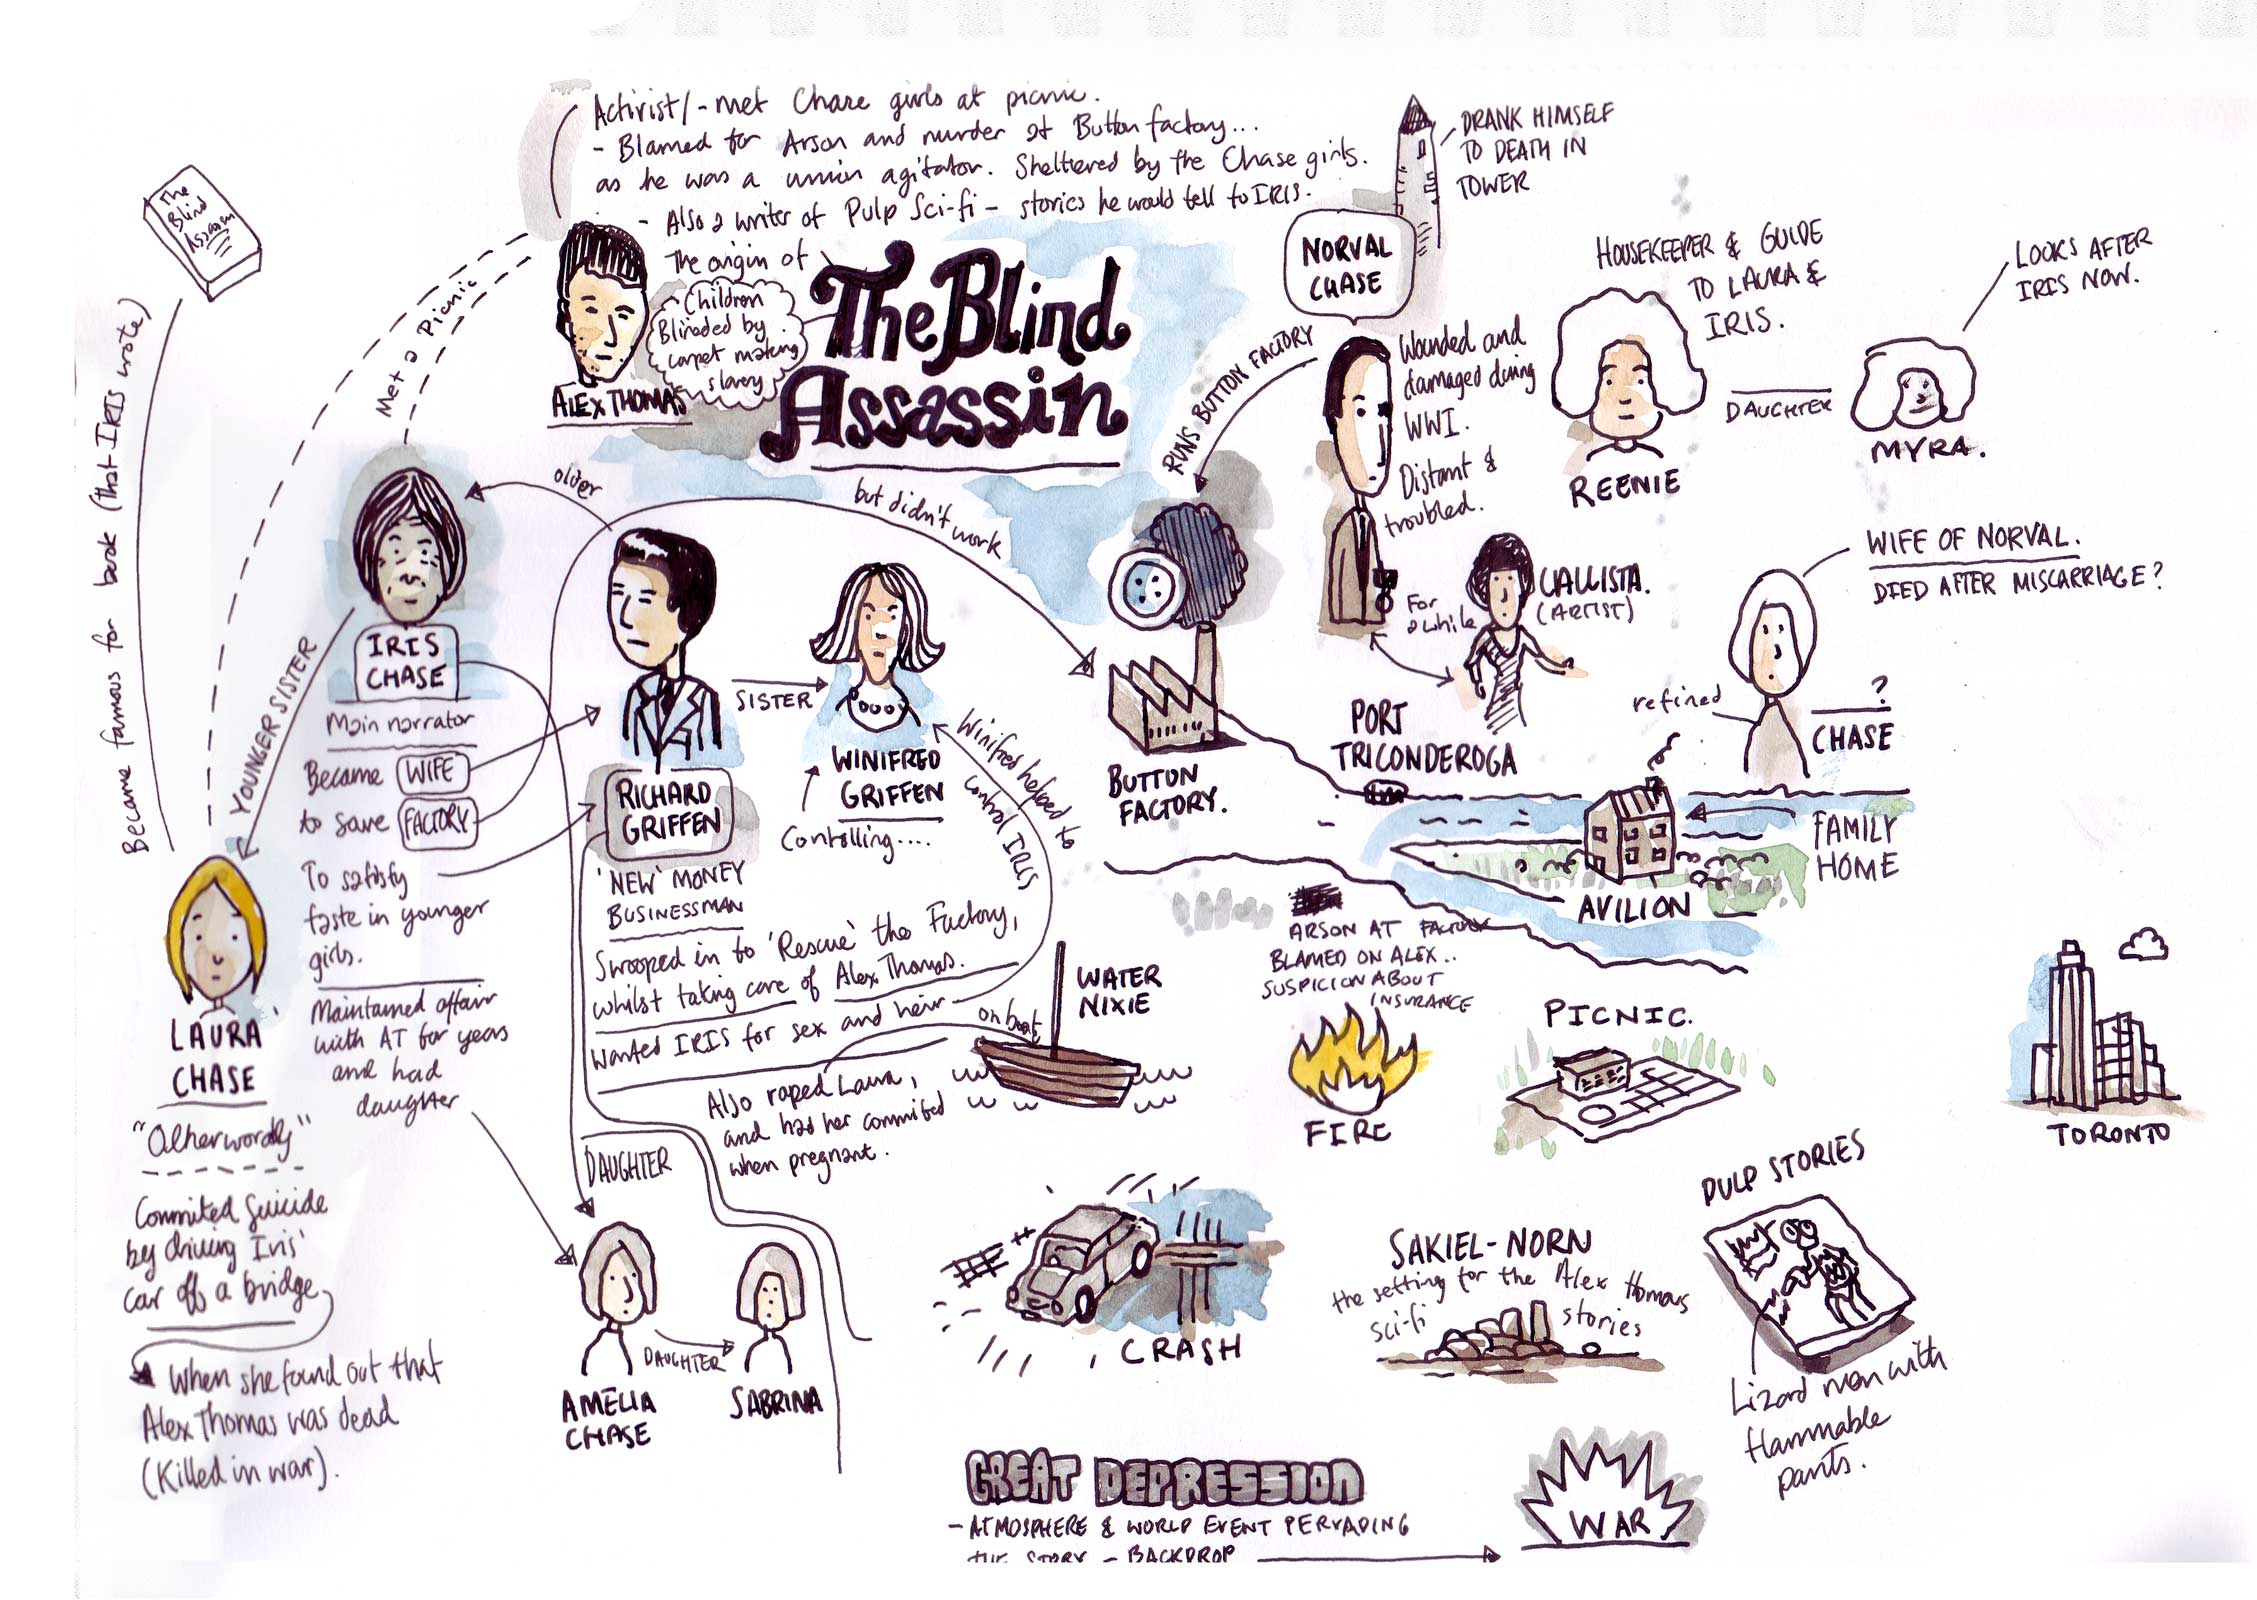 Activist/-met Chase girls at picnic.
- Blamed for Arson and murder at Button factory...
as he was a union agitator. Sheltered by the Chase girls.
- Also a writer of Pulp Sci-fi - stories he would tell to IRIS.
The origin of
Children
Blinded by
carpet making
slavery
ALEX THOMAS
The Blind
Assassin
The
Blind
Assassin
Became famous for book (that IRIS wrote)
Met a Picnic
DRANK HIMSELF
TO DEATH IN
TOWER
NORVAL
CHASE
RUNS BUTTON FACTORY
Wounded and
damaged during
WWI.
Distant &
troubled.
HOUSEKEEPER & GUIDE
TO LAURA &
IRIS.
REENIE
DAUGHTER
LOOKS AFTER
IRIS NOW.
MYRA.
older
but didn't work
IRIS
CHASE
Main narrator
Became WIFE
to save FACTORY
To satisfy
taste in younger
girls.
Maintained affair
with AT for years
and had
daughter
YOUNGER SISTER
SISTER
RICHARD
GRIFFEN
'NEW' MONEY
BUSINESSMAN
Swooped in to 'Rescue' the Factory,
whilst taking care of Alex Thomas.
Wanted IRIS for sex and heir
Also raped Laura,
and had her commited
when pregnant.
on boat
WINIFRED
GRIFFEN
Controlling....
Winifred helped to
control IRIS
BUTTON
FACTORY.
For
a while
CALLISTA.
(ARTIST)
WIFE OF NORVAL.
DIED AFTER MISCARRIAGE?
refined
?
CHASE
PORT
TRICONDEROGA
FAMILY
HOME
AVILION
WATER
NIXIE
ARSON AT FACTORY
BLAMED ON ALEX..
SUSPICION ABOUT
INSURANCE
FIRE
PICNIC.
TORONTO
LAURA
CHASE
"Otherwordly"
Commited Suicide
by driving Iris'
car off a bridge
When she found out that
Alex Thomas was dead
(Killed in war).
DAUGHTER
AMELIA
CHASE
DAUGHTER
SABRINA
CRASH
SAKIEL-NORN
the setting for the Alex Thomas
sci-fi stories
PULP STORIES
Lizard men with
flammable
pants.
GREAT DEPRESSION
- ATMOSPHERE & WORLD EVENT PERVADING
THE STORY - BACKDROP
WAR